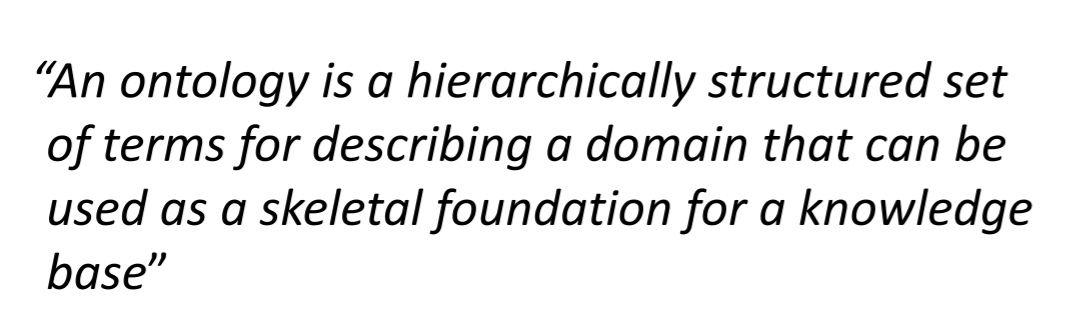 “An ontology is a hierarchically structured set
of terms for describing a domain that can be
used as a skeletal foundation for a knowledge
base”